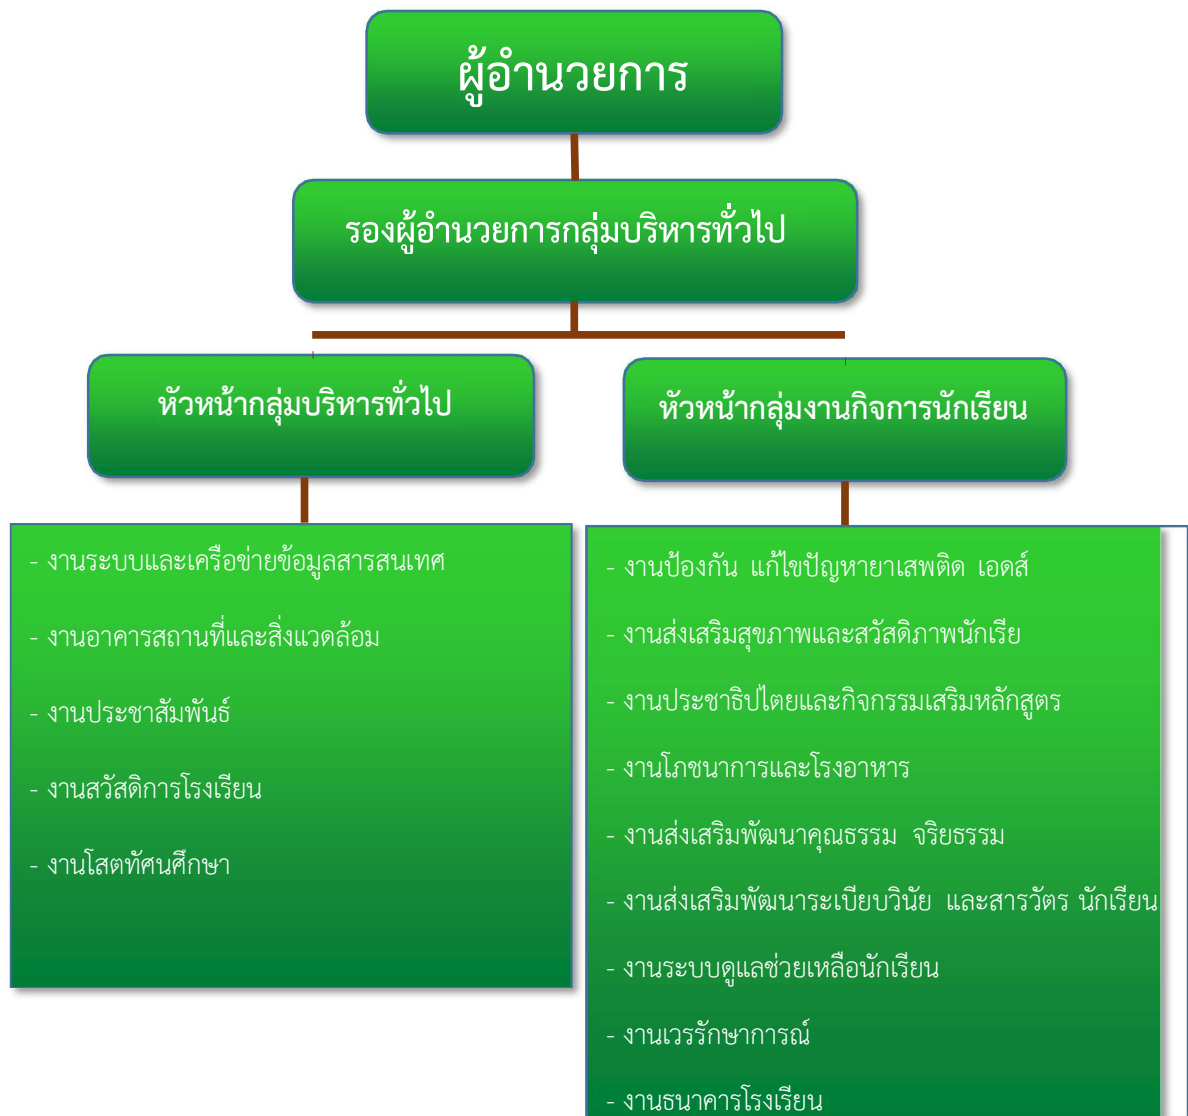 ผู้อำนวยการ
รองผู้อำนวยการกลุ่มบริหารทั่วไป
หัวหน้ากลุ่มบริหารทั่วไป
- งานระบบและเครือข่ายข้อมูลสารสนเทศ
- งานอาคารสถานที่และสิ่งแวดล้อม
- งานประชาสัมพันธ์
- งานสวัสดิการโรงเรียน
- งานโสตทัศนศึกษา
หัวหน้ากลุ่มงานกิจการนักเรียน
- งานป้องกัน แก้ไขปัญหายาเสพติด เอดส์
- งานส่งเสริมสุขภาพและสวัสดิภาพนักเรีย
- งานประชาธิปไตยและกิจกรรมเสริมหลักสูตร
- งานโภชนาการและโรงอาหาร
- งานส่งเสริมพัฒนาคุณธรรม จริยธรรม
- งานส่งเสริมพัฒนาระเบียบวินัย และสารวัตร นักเรียน
- งานระบบดูแลช่วยเหลือนักเรียน
- งานเวรรักษาการณ์
- งานธนาคารโรงเรียน